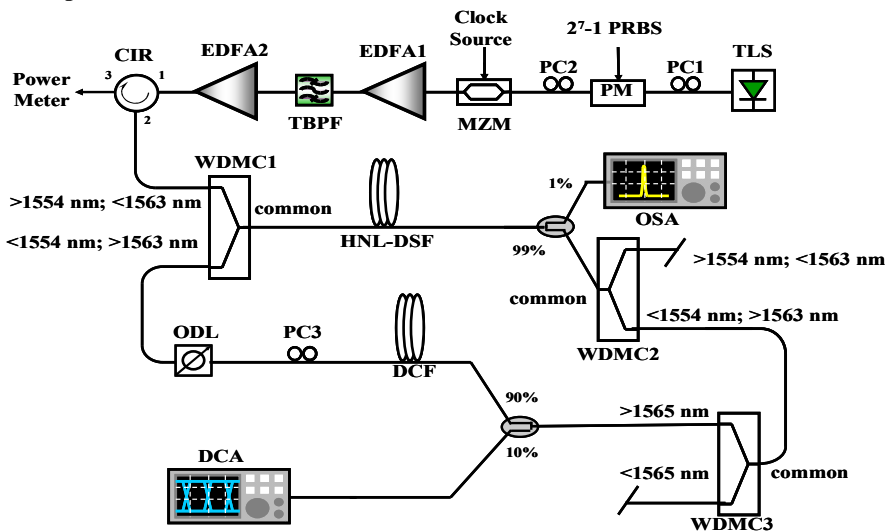 Clock
Source
2⁷-1 PRBS
TLS
EDFA2
EDFA1
CIR
PC2
PC1
Power
Meter
3
1
2
PM
TBPF
MZM
WDMC1
1%
>1554 nm; <1563 nm
common
OSA
<1554 nm; >1563 nm
HNL-DSF
99%
>1554 nm; <1563 nm
common
<1554 nm; >1563 nm
ODL
PC3
WDMC2
DCF
90%
>1565 nm
10%
DCA
<1565 nm
common
WDMC3